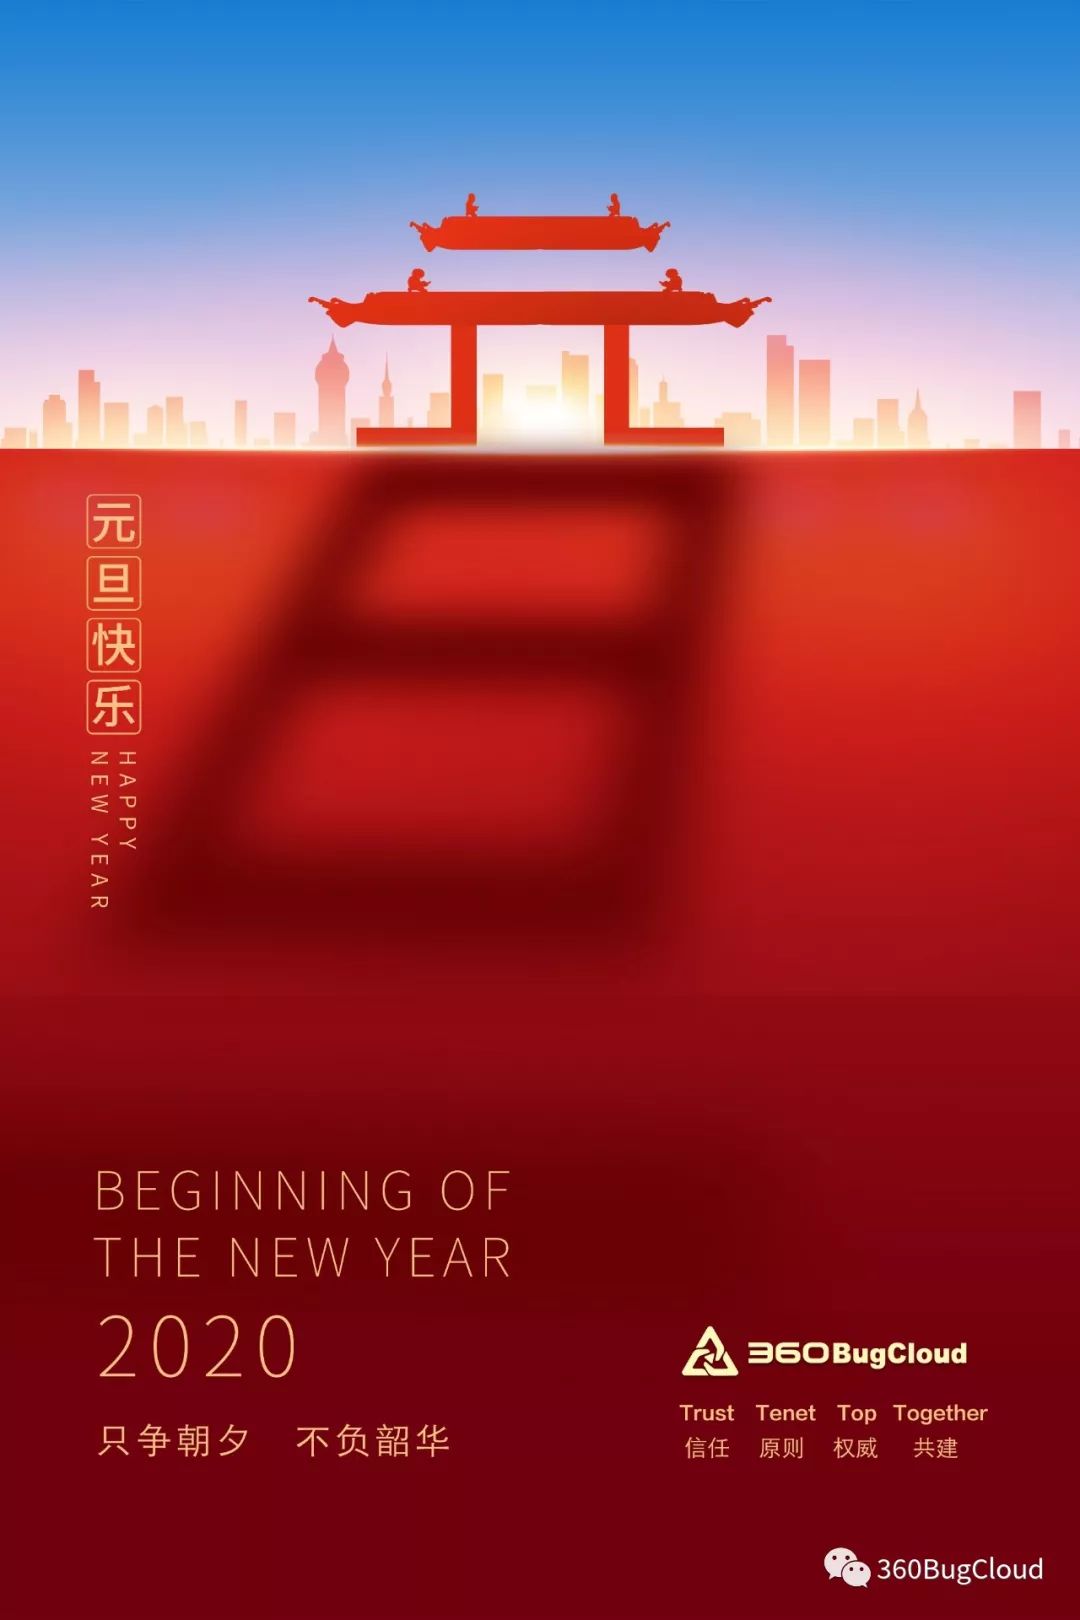 元旦快乐
HAPPY
NEW YEAR
BEGINNING OF
THE NEW YEAR
2020
只争朝夕 不负韶华
360BugCloud
Trust Tenet Top Together
信任 原则 权威 共建
360BugCloud